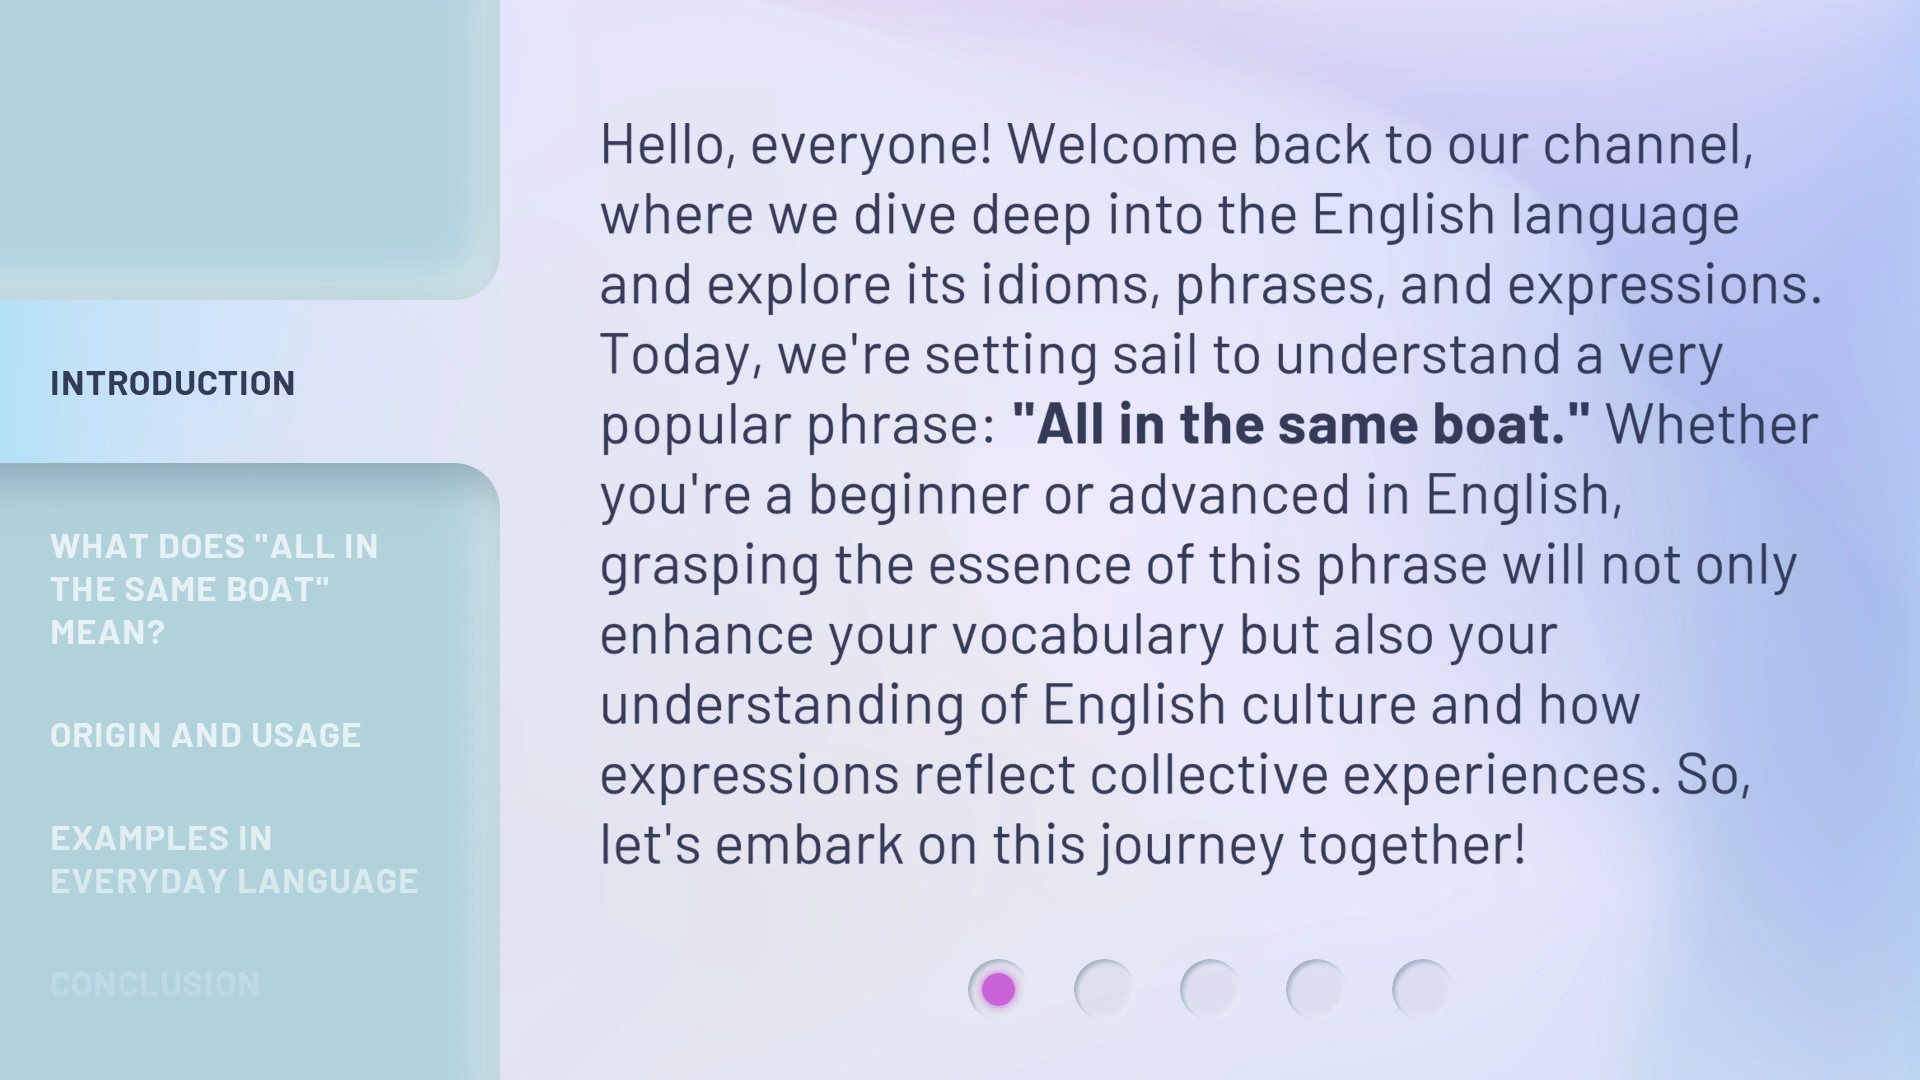 INTRODUCTION
WHAT DOES "ALL IN
THE SAME BOAT"
MEAN?
ORIGIN AND USAGE
EXAMPLES IN
EVERYDAY LANGUAGE
CONCLUSION
Hello, everyone! Welcome back to our channel,
where we dive deep into the English language
and explore its idioms, phrases, and expressions.
Today, we're setting sail to understand a very
popular phrase: "All in the same boat." Whether
you're a beginner or advanced in English,
grasping the essence of this phrase will not only
enhance your vocabulary but also your
understanding of English culture and how
expressions reflect collective experiences. So,
let's embark on this journey together!